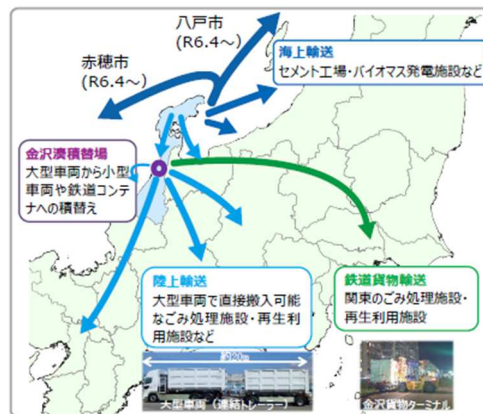 八戸市
(R6.4～)
赤穂市
(R6.4～)
海上輸送
セメント工場・バイオマス発電施設など
金沢湊積替場
大型車両から小型
車両や鉄道コンテ
ナへの積替え
陸上輸送
大型車両で直接搬入可能
なごみ処理施設・再生利
用施設など
鉄道貨物輸送
関東のごみ処理施設・
再生利用施設
約20m
大型車両（連結トレーラー）
金沢貨物ターミナル